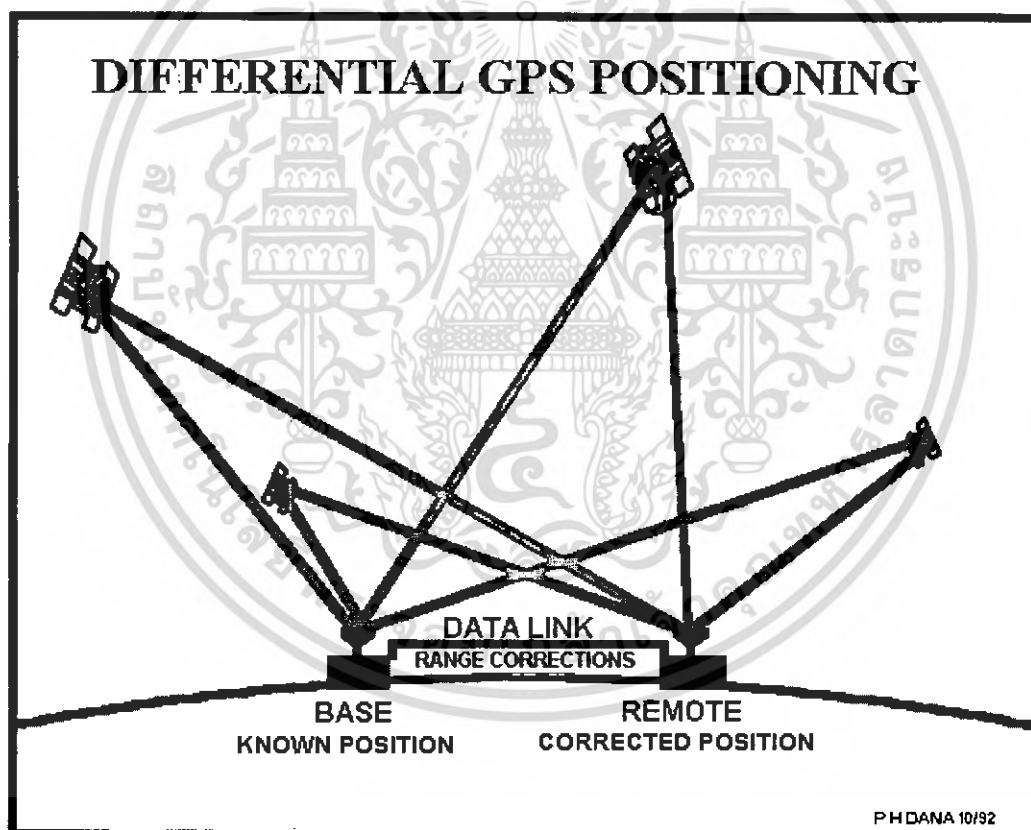 DIFFERENTIAL GPS POSITIONING
DATA LINK
RANGE CORRECTIONS
BASE
KNOWN POSITION
REMOTE
CORRECTED POSITION
P H DANA 10/92